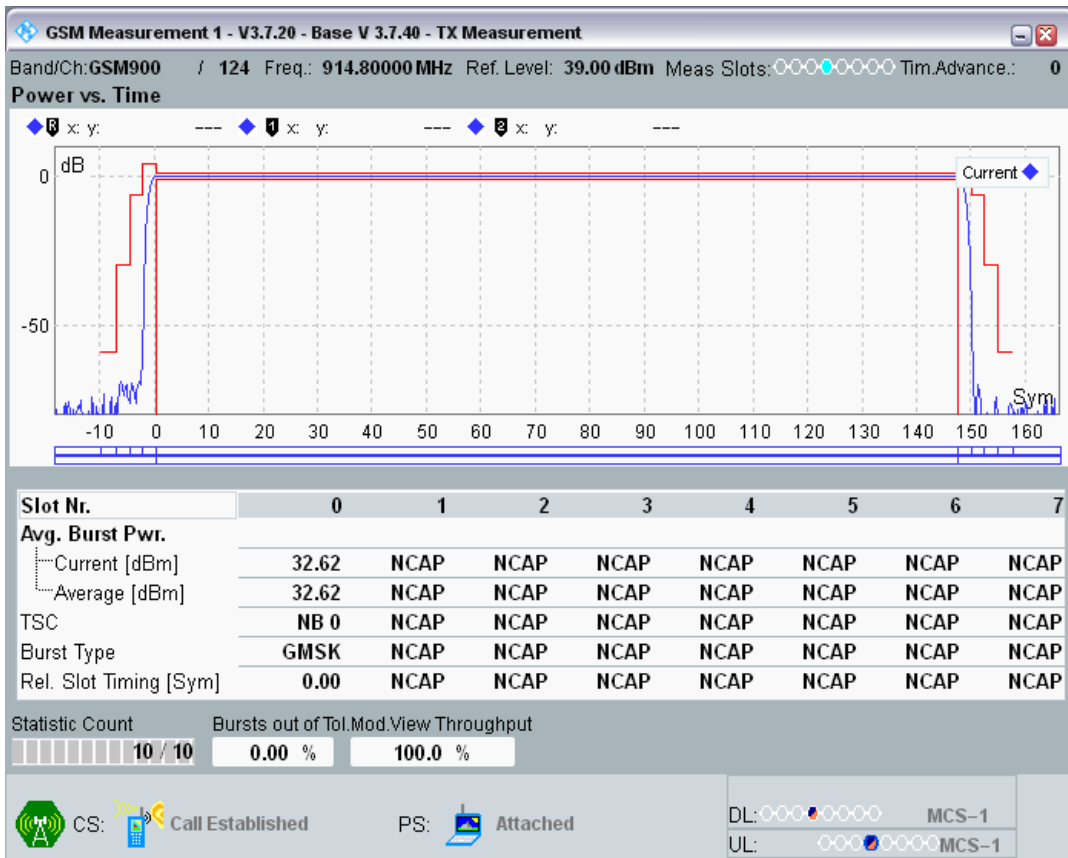 GSM Measurement 1 - V3.7.20 - Base V 3.7.40 - TX Measurement
Band/Ch:GSM900 / 124 Freq.: 914.80000 MHz Ref. Level: 39.00 dBm Meas Slots: Tim.Advance.: 0
Power vs. Time
R x: y: --- 1 x: y: --- 2 x: y: ---
dB
Current
0
-50
Sym
-10 0 10 20 30 40 50 60 70 80 90 100 110 120 130 140 150 160
Slot Nr. 0 1 2 3 4 5 6 7
Avg. Burst Pwr.
Current [dBm] 32.62 NCAP NCAP NCAP NCAP NCAP NCAP NCAP
Average [dBm] 32.62 NCAP NCAP NCAP NCAP NCAP NCAP NCAP
TSC NB 0 NCAP NCAP NCAP NCAP NCAP NCAP NCAP
Burst Type GMSK NCAP NCAP NCAP NCAP NCAP NCAP NCAP
Rel. Slot Timing [Sym] 0.00 NCAP NCAP NCAP NCAP NCAP NCAP NCAP
Statistic Count Bursts out of Tol. Mod.View Throughput
10 / 10 0.00 % 100.0 %
CS: Call Established PS: Attached
DL: MCS-1
UL: MCS-1